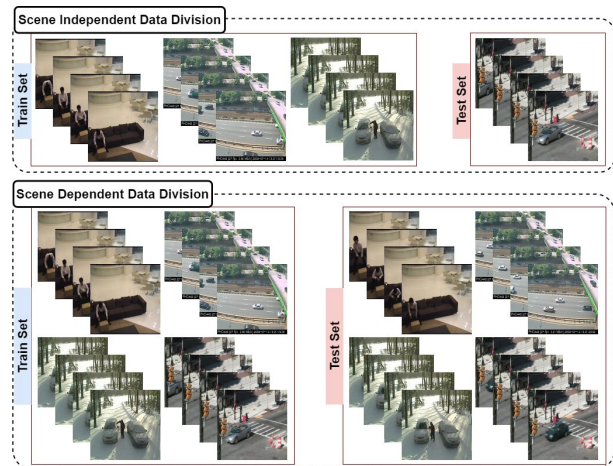 Scene Independent Data Division
Train Set
Test Set
Scene Dependent Data Division
Train Set
Test Set